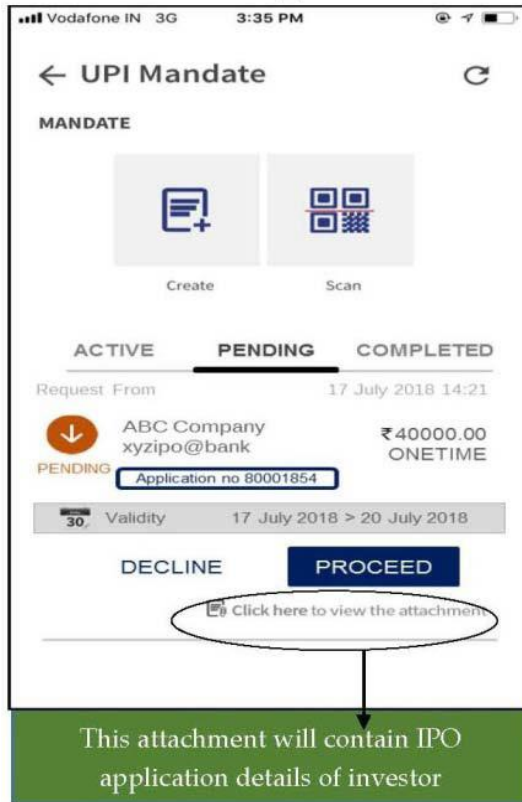 Vodafone IN 3G 3:35 PM
← UPI Mandate
MANDATE
Create Scan
ACTIVE PENDING COMPLETED
Request From 17 July 2018 14:21
ABC Company ₹40000.00
xyzipo@bank ONETIME
PENDING
Application no 80001854
30 Validity 17 July 2018 > 20 July 2018
DECLINE PROCEED
Click here to view the attachment
This attachment will contain IPO
application details of investor